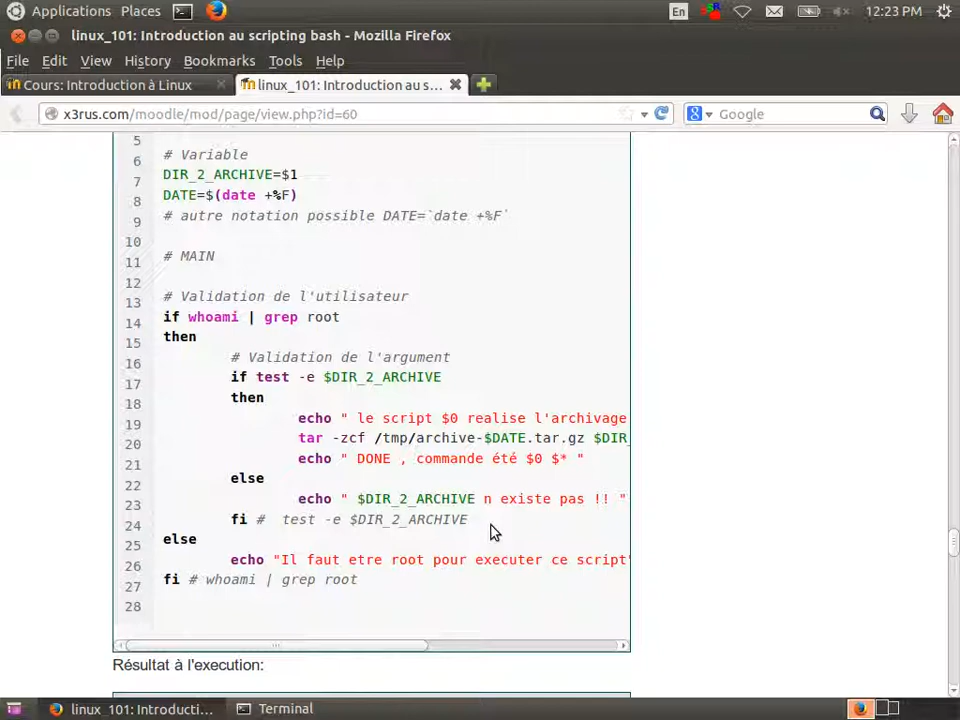 Applications Places En 12:23 PM
linux_101: Introduction au scripting bash - Mozilla Firefox
File Edit View History Bookmarks Tools Help
Cours: Introduction à Linux linux_101: Introduction au s...
x3rus.com/moodle/mod/page/view.php?id=60 Google
5
6 # Variable
7 DIR_2_ARCHIVE=$1
8 DATE=$(date +%F)
9 # autre notation possible DATE=`date +%F`
10
11 # MAIN
12
13 # Validation de l'utilisateur
14 if whoami | grep root
15 then
16 # Validation de l'argument
17 if test -e $DIR_2_ARCHIVE
18 then
19 echo " le script $0 realise l'archivage
20 tar -zcf /tmp/archive-$DATE.tar.gz $DIR_
21 echo " DONE , commande été $0 $* "
22 else
23 echo " $DIR_2_ARCHIVE n existe pas !! "
24 fi # test -e $DIR_2_ARCHIVE
25 else
26 echo "Il faut etre root pour executer ce script"
27 fi # whoami | grep root
28
Résultat à l'execution:
linux_101: Introducti... Terminal